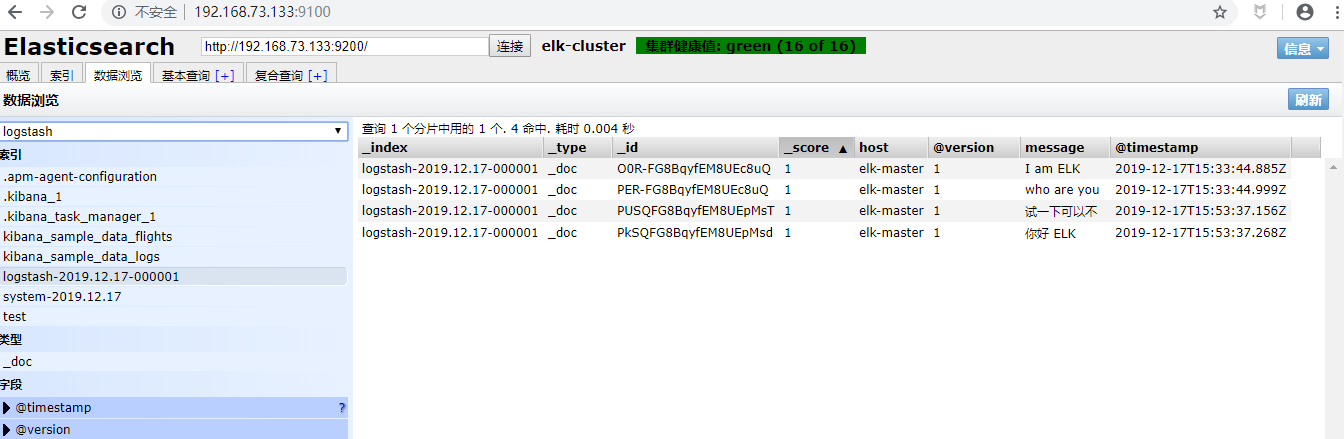 不安全 | 192.168.73.133:9100
Elasticsearch http://192.168.73.133:9200/ 连接 elk-cluster 集群健康值: green (16 of 16) 信息
概览 索引 数据浏览 基本查询 [+] 复合查询 [+]
数据浏览 刷新
logstash
索引
.apm-agent-configuration
.kibana_1
.kibana_task_manager_1
kibana_sample_data_flights
kibana_sample_data_logs
logstash-2019.12.17-000001
system-2019.12.17
test
类型
_doc
字段
@timestamp ?
@version
查询 1 个分片中用的 1 个. 4 命中. 耗时 0.004 秒
_index _type _id _score ▲ host @version message @timestamp
logstash-2019.12.17-000001 _doc O0R-FG8BqyfEM8UEc8uQ 1 elk-master 1 I am ELK 2019-12-17T15:33:44.885Z
logstash-2019.12.17-000001 _doc PER-FG8BqyfEM8UEc8uQ 1 elk-master 1 who are you 2019-12-17T15:33:44.999Z
logstash-2019.12.17-000001 _doc PUSQFG8BqyfEM8UEpMsT 1 elk-master 1 试一下可以不 2019-12-17T15:53:37.156Z
logstash-2019.12.17-000001 _doc PkSQFG8BqyfEM8UEpMsd 1 elk-master 1 你好 ELK 2019-12-17T15:53:37.268Z